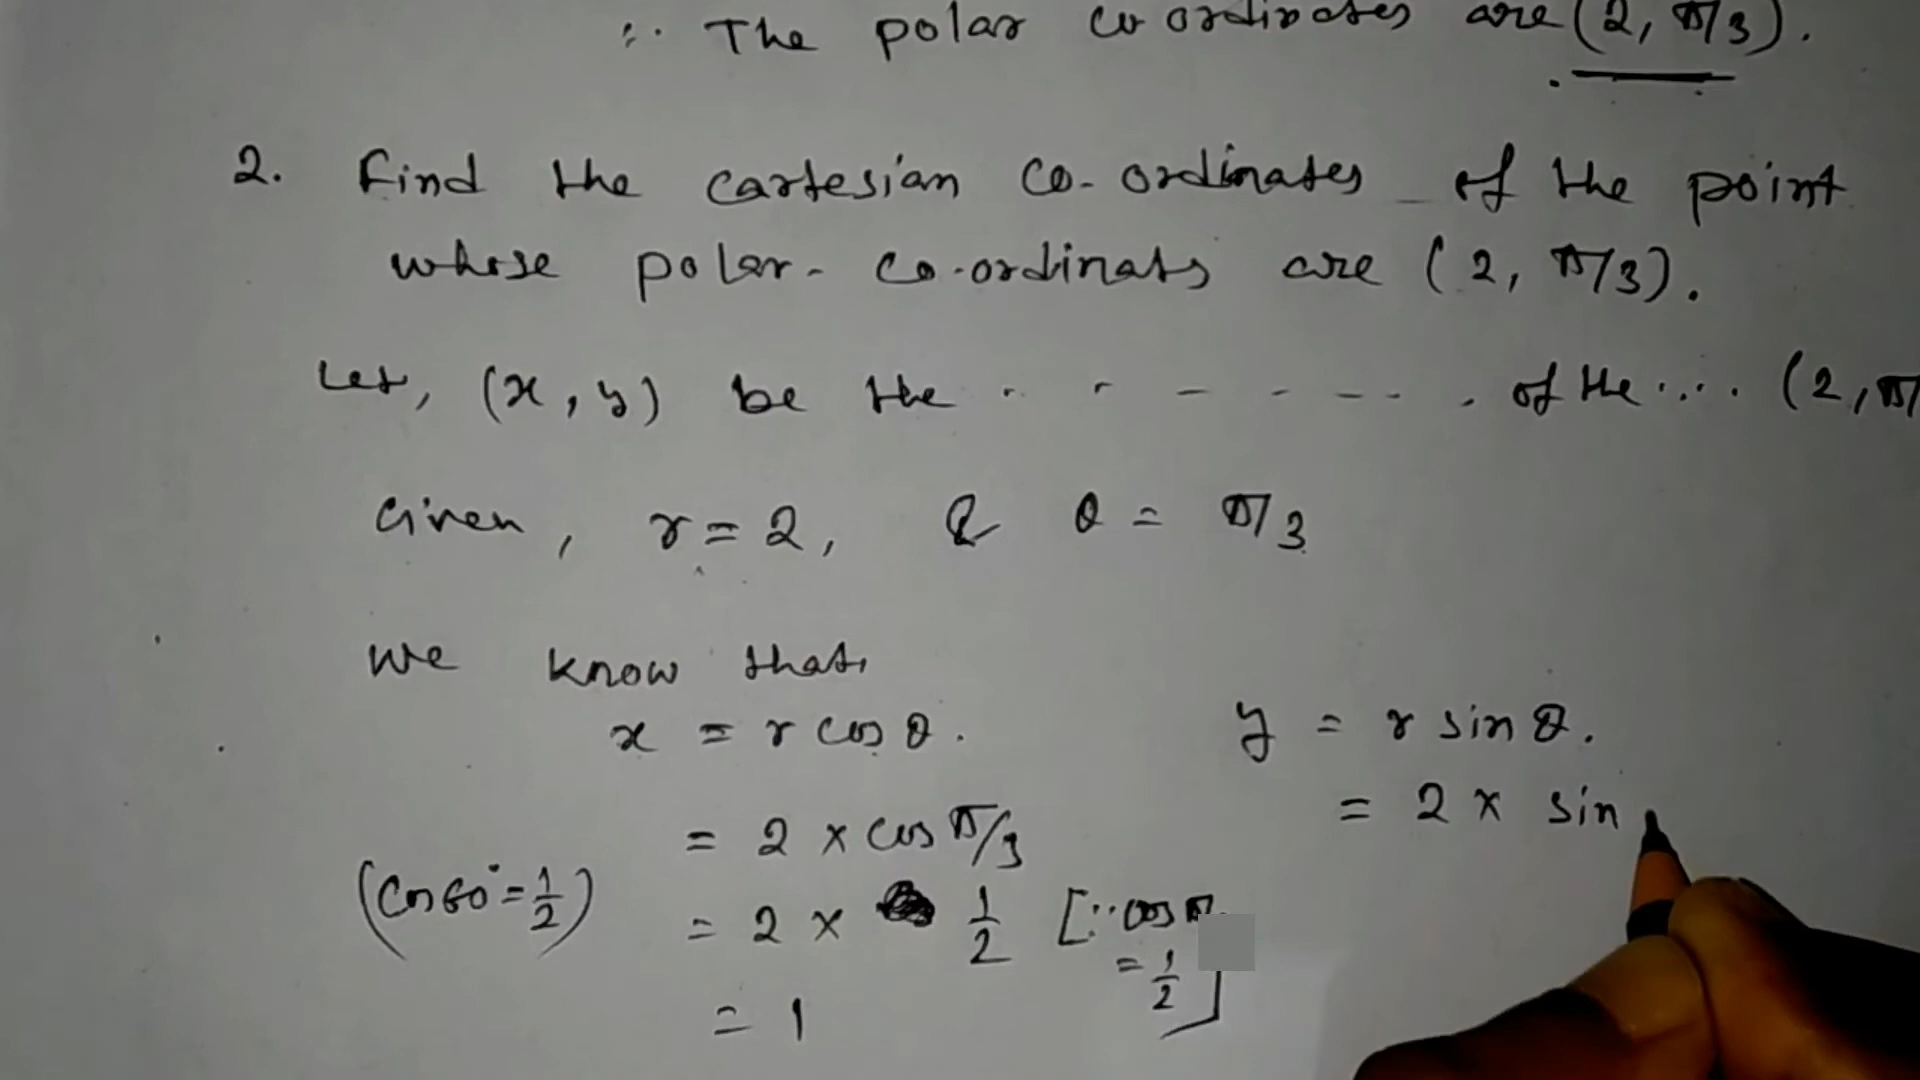 ∴ The polar co ordinates are (2, π/3).
2. Find the cartesian co-ordinates of the point
whose polar- co-ordinats are (2, π/3).
Let, (x, y) be the . . - - - - - . of the .... (2, π
Given, r = 2, & θ = π/3
We know that,
x = r cos θ.
= 2 × cos π/3
(cos 60° = 1/2)
= 2 × 1/2 [∵ cos π
= 1/2 ]
= 1
y = r sin θ.
= 2 × sin